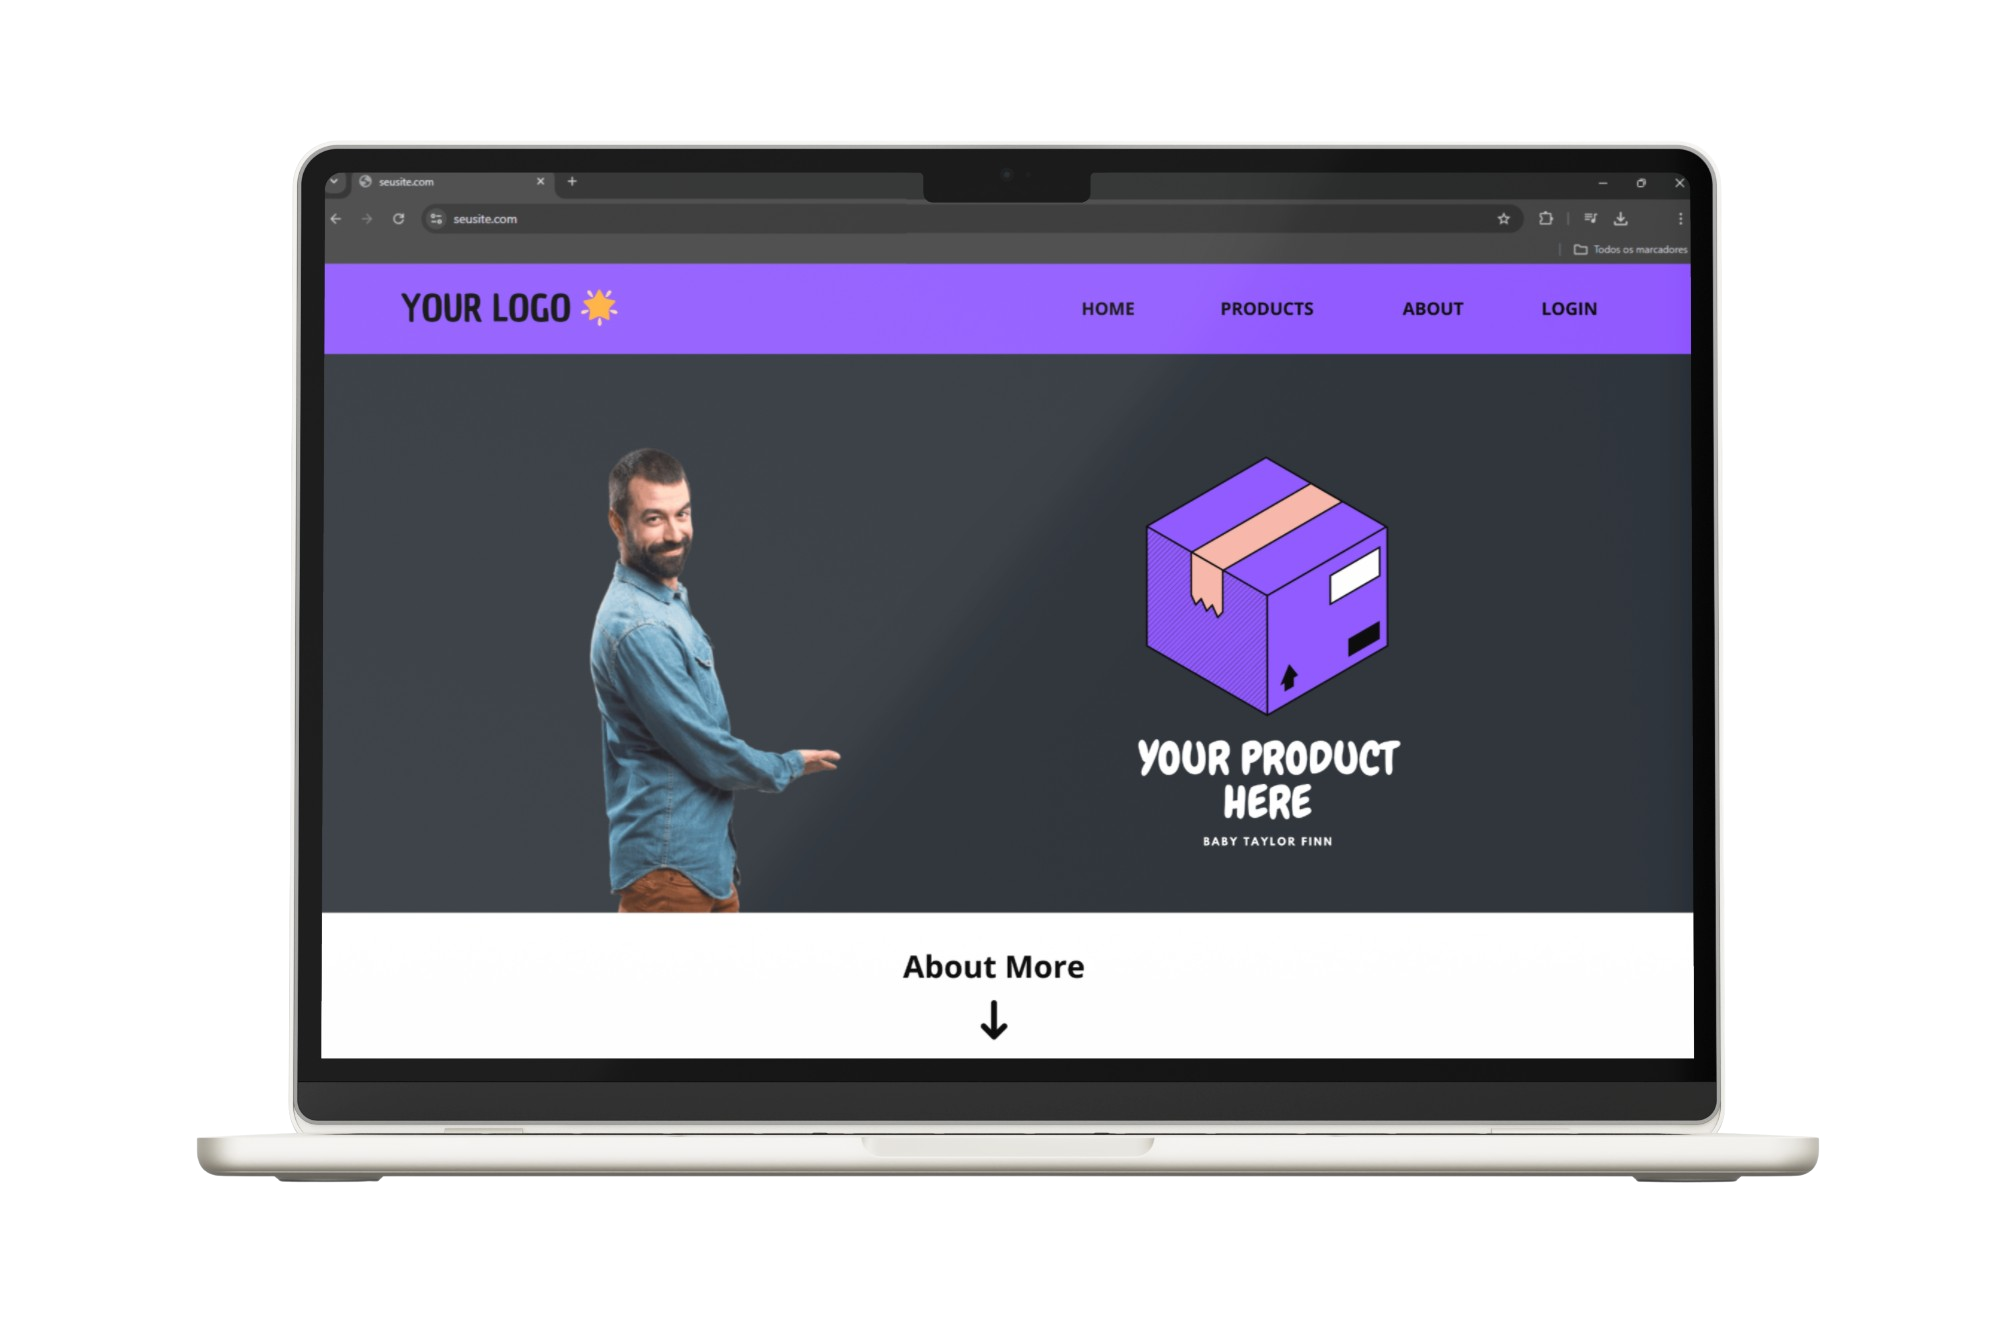 seusite.com
seusite.com
Todos os marcadores
YOUR LOGO
HOME PRODUCTS ABOUT LOGIN
YOUR PRODUCT
HERE
BABY TAYLOR FINN
About More